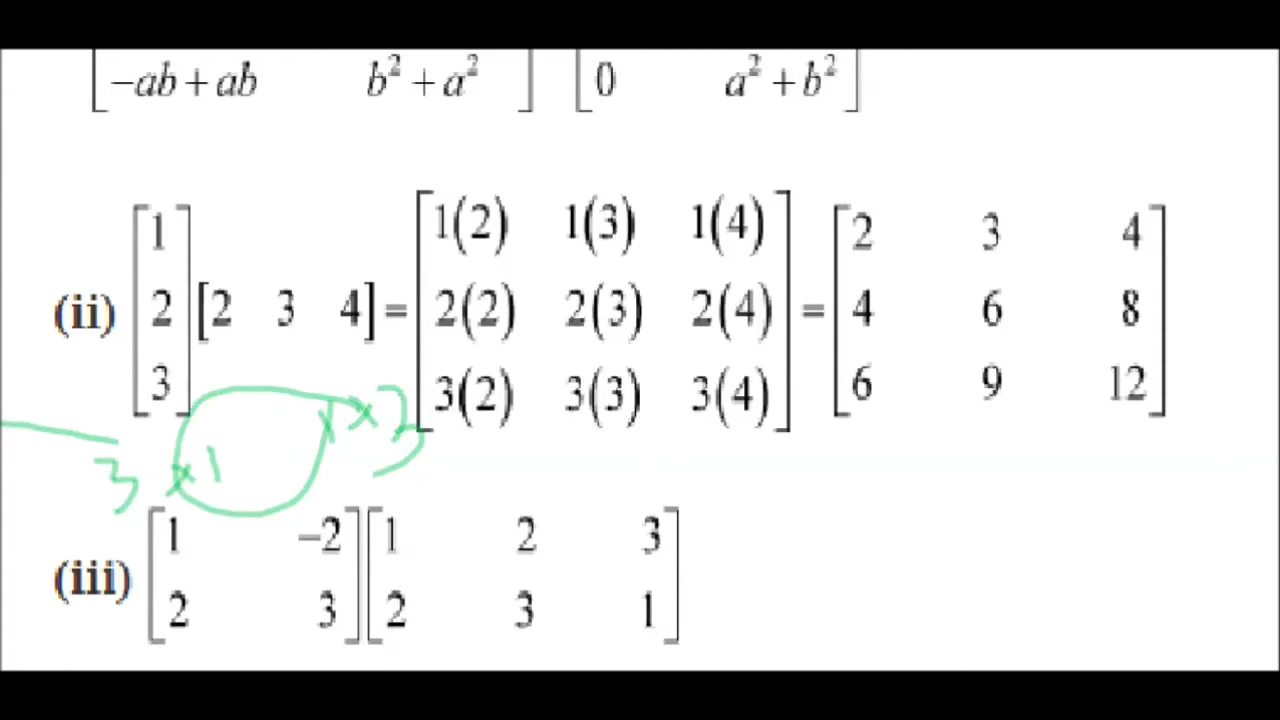 −ab + ab b² + a² 0 a² + b²
(ii) [1 2 3] [2 3 4] = [1(2) 1(3) 1(4) 2(2) 2(3) 2(4) 3(2) 3(3) 3(4)] = [2 3 4 4 6 8 6 9 12]
3 × 1 1 × 3
(iii) [1 −2 2 3] [1 2 3 2 3 1]